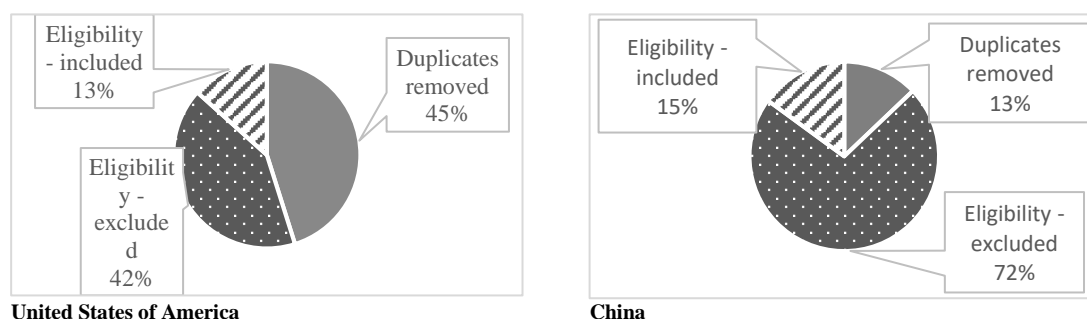 Eligibility
- included
13%
Duplicates
removed
45%
Eligibilit
y -
exclude
d
42%
United States of America
Eligibility -
included
15%
Duplicates
removed
13%
Eligibility -
excluded
72%
China